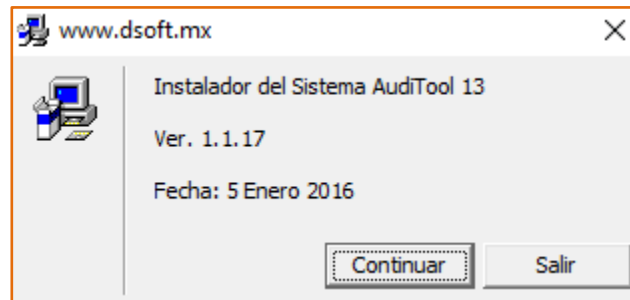 www.dsoft.mx
Instalador del Sistema AudiTool 13
Ver. 1.1.17
Fecha: 5 Enero 2016
Continuar
Salir